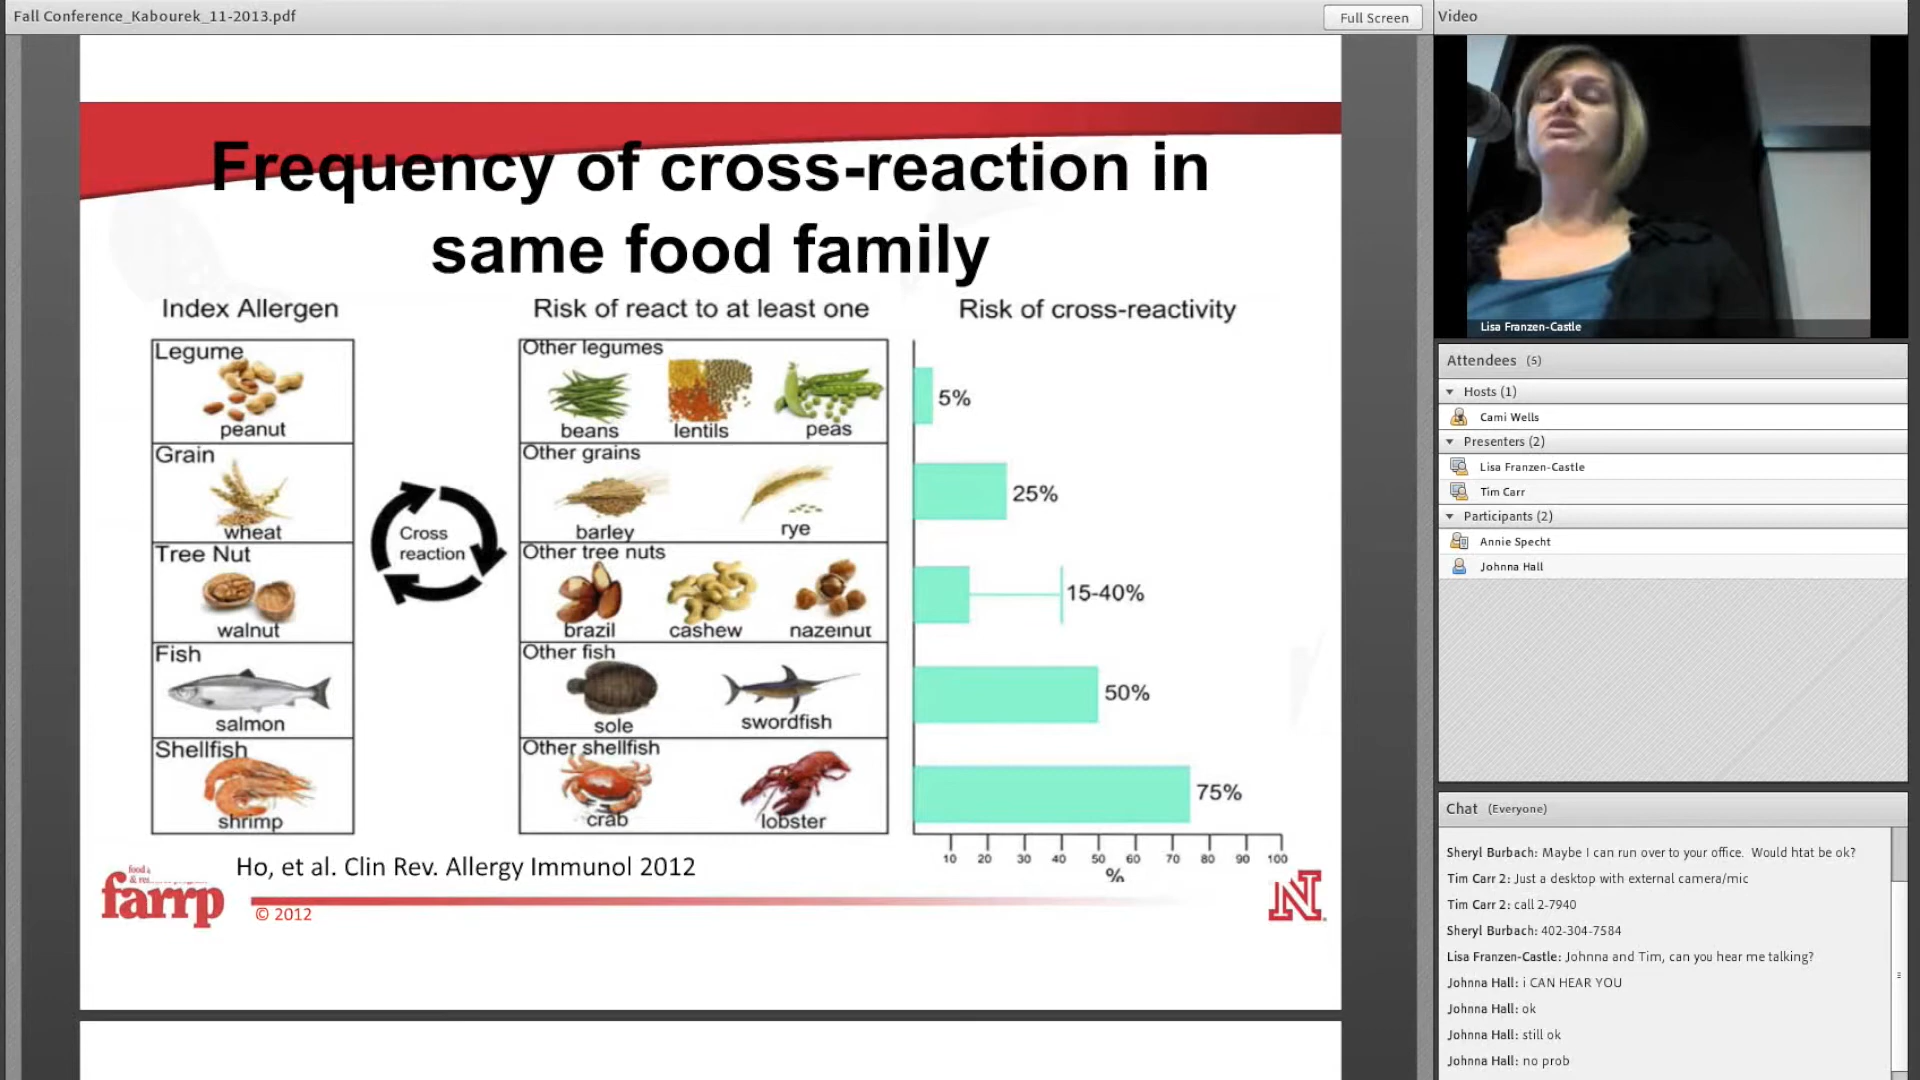 Fall Conference_Kabourek_11-2013.pdf
Full Screen
Frequency of cross-reaction in
same food family
Index Allergen
Risk of react to at least one
Risk of cross-reactivity
Legume
peanut
Other legumes
beans lentils peas
5%
Grain
wheat
Other grains
barley rye
25%
Cross
reaction
Tree Nut
walnut
Other tree nuts
brazil cashew hazelnut
15-40%
Fish
salmon
Other fish
sole swordfish
50%
Shellfish
shrimp
Other shellfish
crab lobster
75%
10 20 30 40 50 60 70 80 90 100
%
Ho, et al. Clin Rev. Allergy Immunol 2012
farrp
© 2012
N
Video
Lisa Franzen-Castle
Attendees (5)
Hosts (1)
Cami Wells
Presenters (2)
Lisa Franzen-Castle
Tim Carr
Participants (2)
Annie Specht
Johnna Hall
Chat (Everyone)
Sheryl Burbach: Maybe I can run over to your office. Would htat be ok?
Tim Carr 2: Just a desktop with external camera/mic
Tim Carr 2: call 2-7940
Sheryl Burbach: 402-304-7584
Lisa Franzen-Castle: Johnna and Tim, can you hear me talking?
Johnna Hall: i CAN HEAR YOU
Johnna Hall: ok
Johnna Hall: still ok
Johnna Hall: no prob